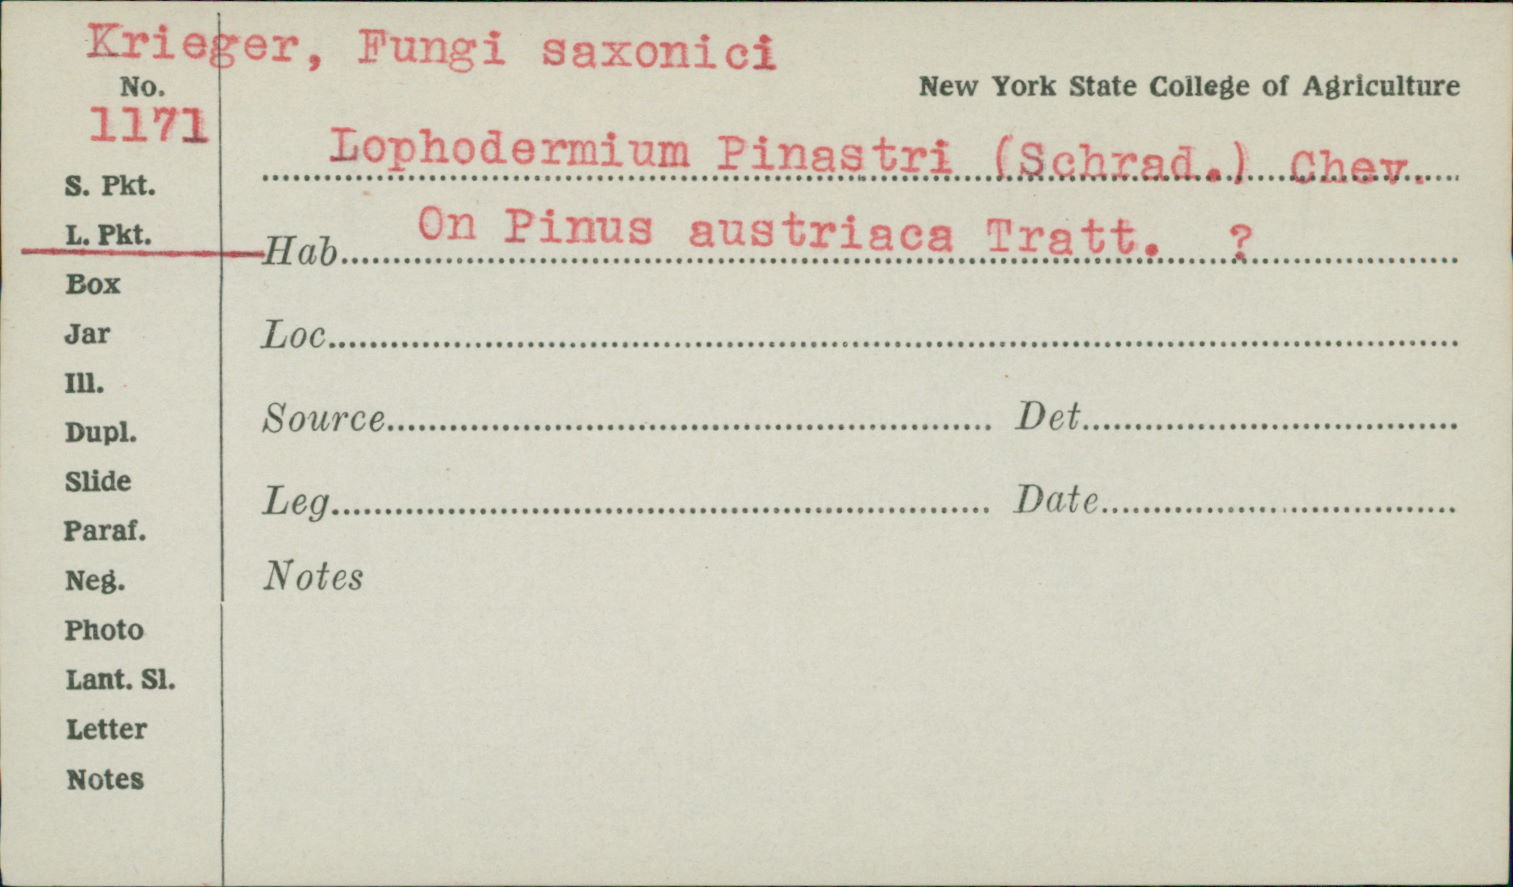 Krieger, Fungi saxonici
No.
1171
New York State College of Agriculture
Lophodermium Pinastri (Schrad.) Chev.
S. Pkt.
L. Pkt.
Hab. On Pinus austriaca Tratt. ?
Box
Jar
Loc.
Ill.
Dupl.
Source
Det.
Slide
Leg.
Date
Paraf.
Neg.
Notes
Photo
Lant. Sl.
Letter
Notes